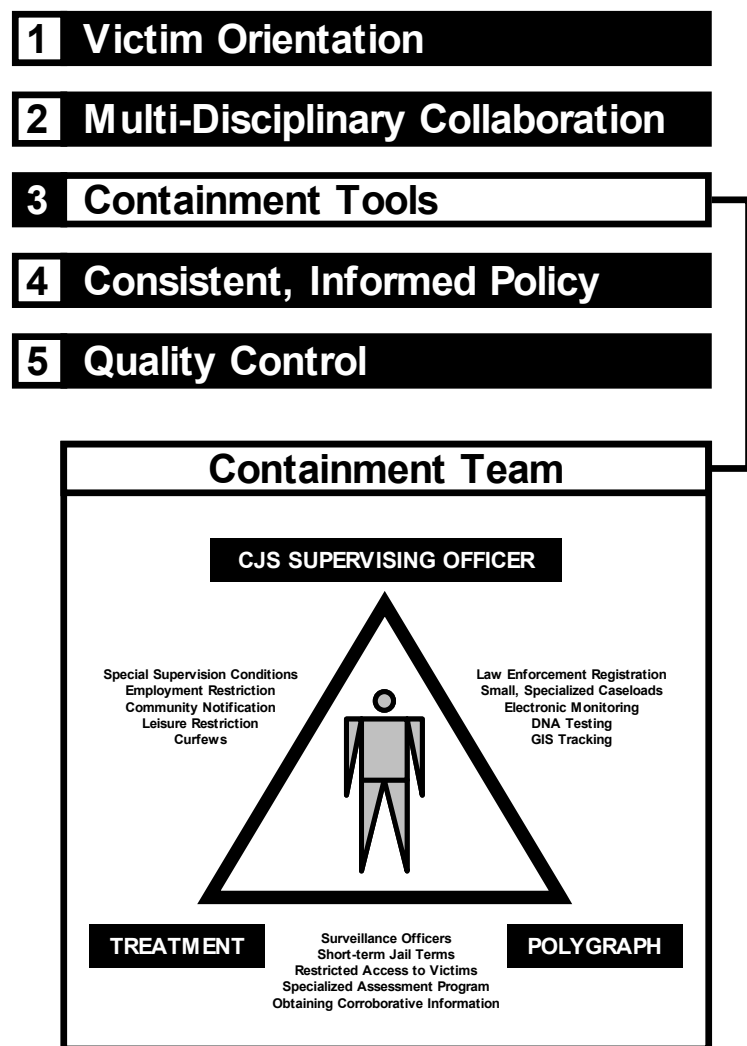 1 Victim Orientation
2 Multi-Disciplinary Collaboration
3 Containment Tools
4 Consistent, Informed Policy
5 Quality Control
Containment Team
CJS SUPERVISING OFFICER
Special Supervision Conditions
Employment Restriction
Community Notification
Leisure Restriction
Curfews
Law Enforcement Registration
Small, Specialized Caseloads
Electronic Monitoring
DNA Testing
GIS Tracking
TREATMENT
Surveillance Officers
Short-term Jail Terms
Restricted Access to Victims
Specialized Assessment Program
Obtaining Corroborative Information
POLYGRAPH